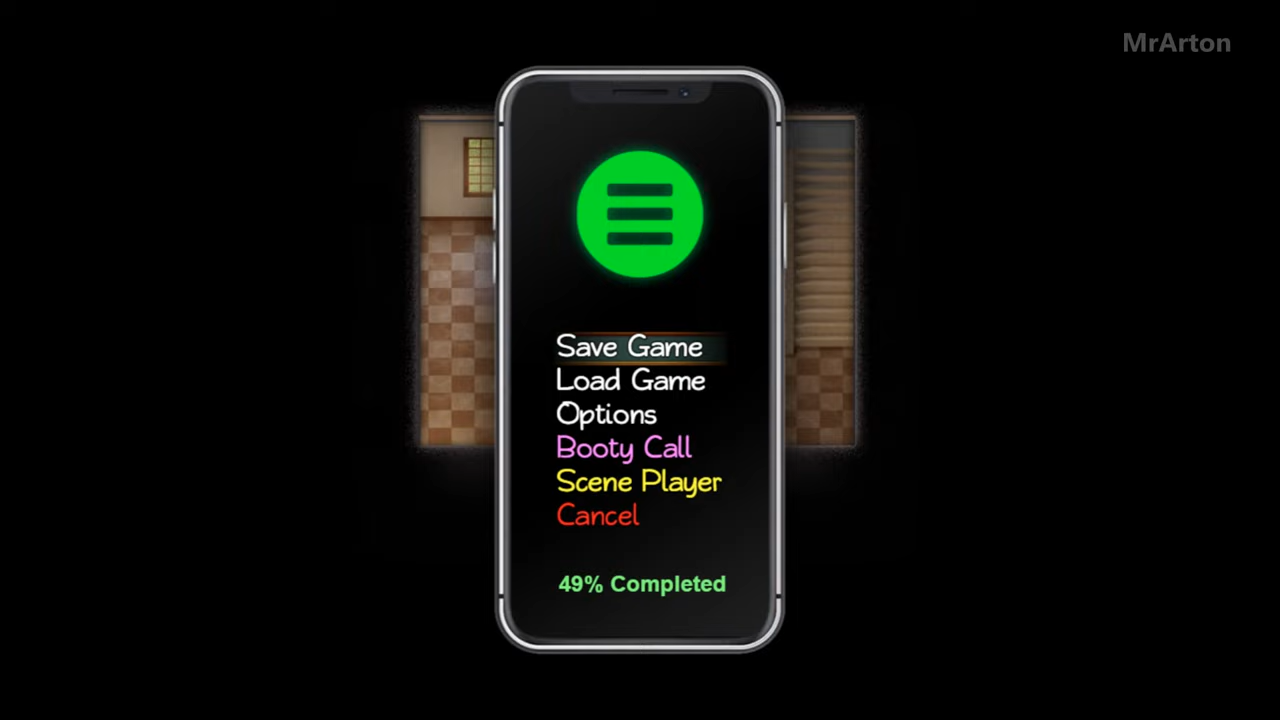 MrArton
Save Game
Load Game
Options
Booty Call
Scene Player
Cancel
49% Completed